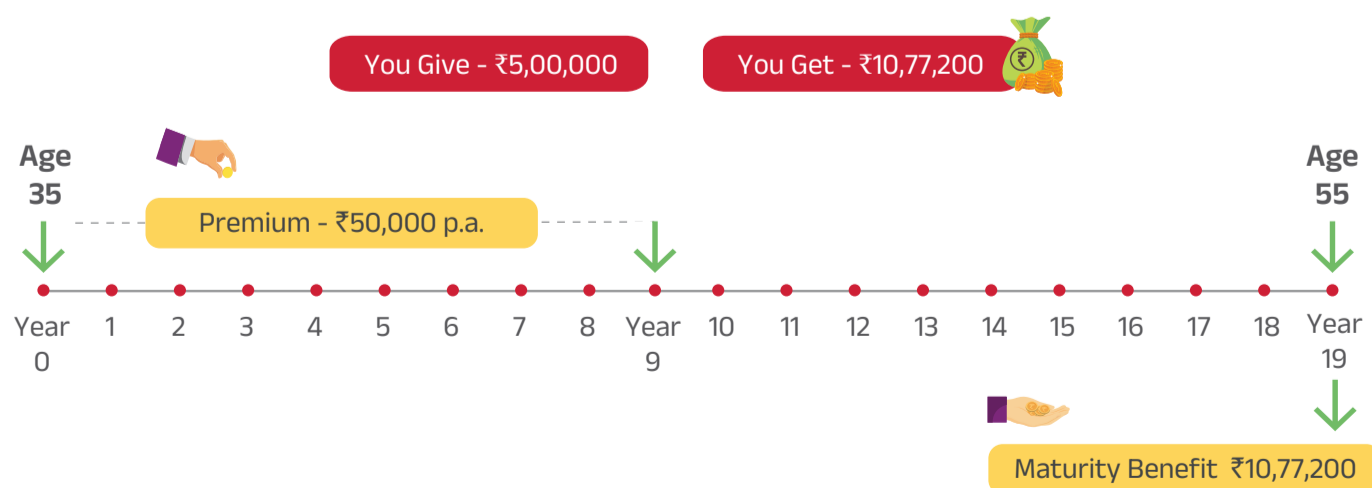 You Give - ₹5,00,000
You Get - ₹10,77,200
₹
Age
35
Age
55
Premium - ₹50,000 p.a.
Year
0
1
2
3
4
5
6
7
8
Year
9
10
11
12
13
14
15
16
17
18
Year
19
Maturity Benefit ₹10,77,200